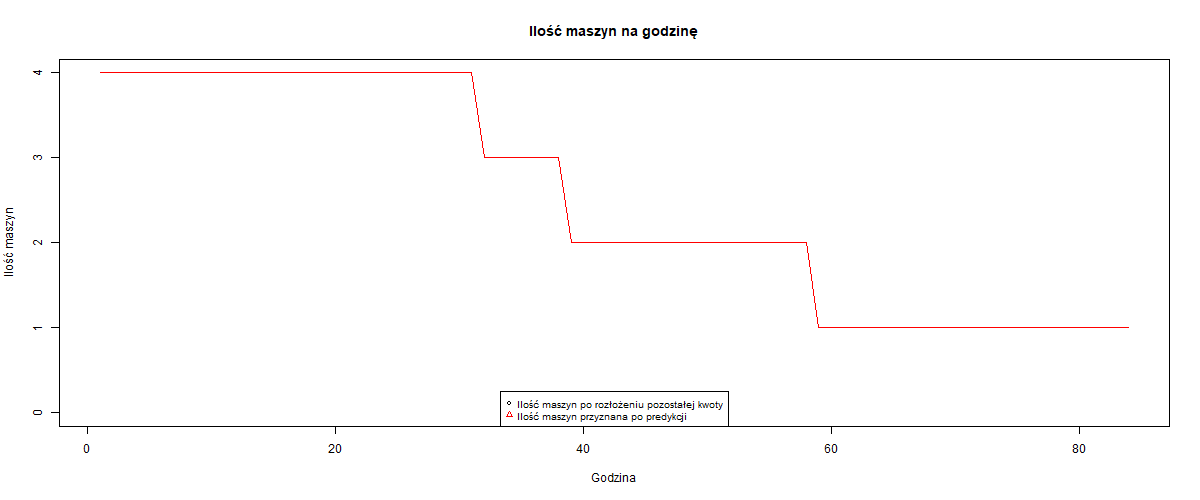 Ilość maszyn na godzinę
Ilość maszyn
4
3
2
1
0
Ilość maszyn po rozłożeniu pozostałej kwoty
Ilość maszyn przyznana po predykcji
0 20 40 60 80
Godzina